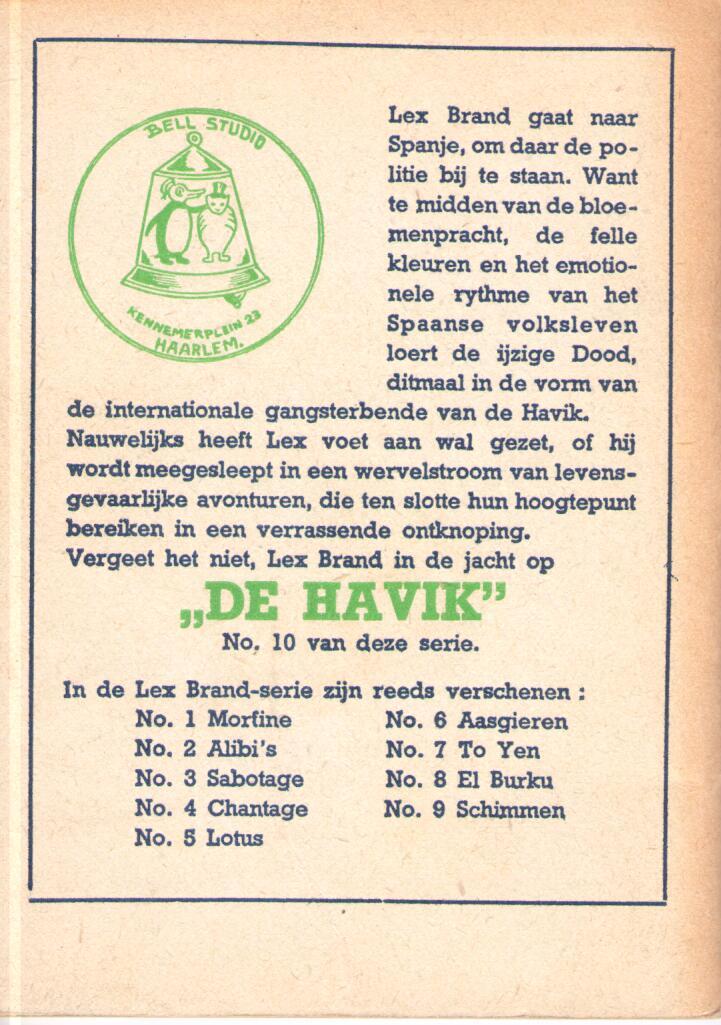 BELL STUDIO
KENNEMERPLEIN 23
HAARLEM.
Lex Brand gaat naar
Spanje, om daar de po-
litie bij te staan. Want
te midden van de bloe-
menpracht, de felle
kleuren en het emotio-
nele rythme van het
Spaanse volksleven
loert de ijzige Dood,
ditmaal in de vorm van
de internationale gangsterbende van de Havik.
Nauwelijks heeft Lex voet aan wal gezet, of hij
wordt meegesleept in een wervelstroom van levens-
gevaarlijke avonturen, die ten slotte hun hoogtepunt
bereiken in een verrassende ontknoping.
Vergeet het niet, Lex Brand in de jacht op
„DE HAVIK”
No. 10 van deze serie.
In de Lex Brand-serie zijn reeds verschenen :
No. 1 Morfine
No. 2 Alibi's
No. 3 Sabotage
No. 4 Chantage
No. 5 Lotus
No. 6 Aasgieren
No. 7 To Yen
No. 8 El Burku
No. 9 Schimmen